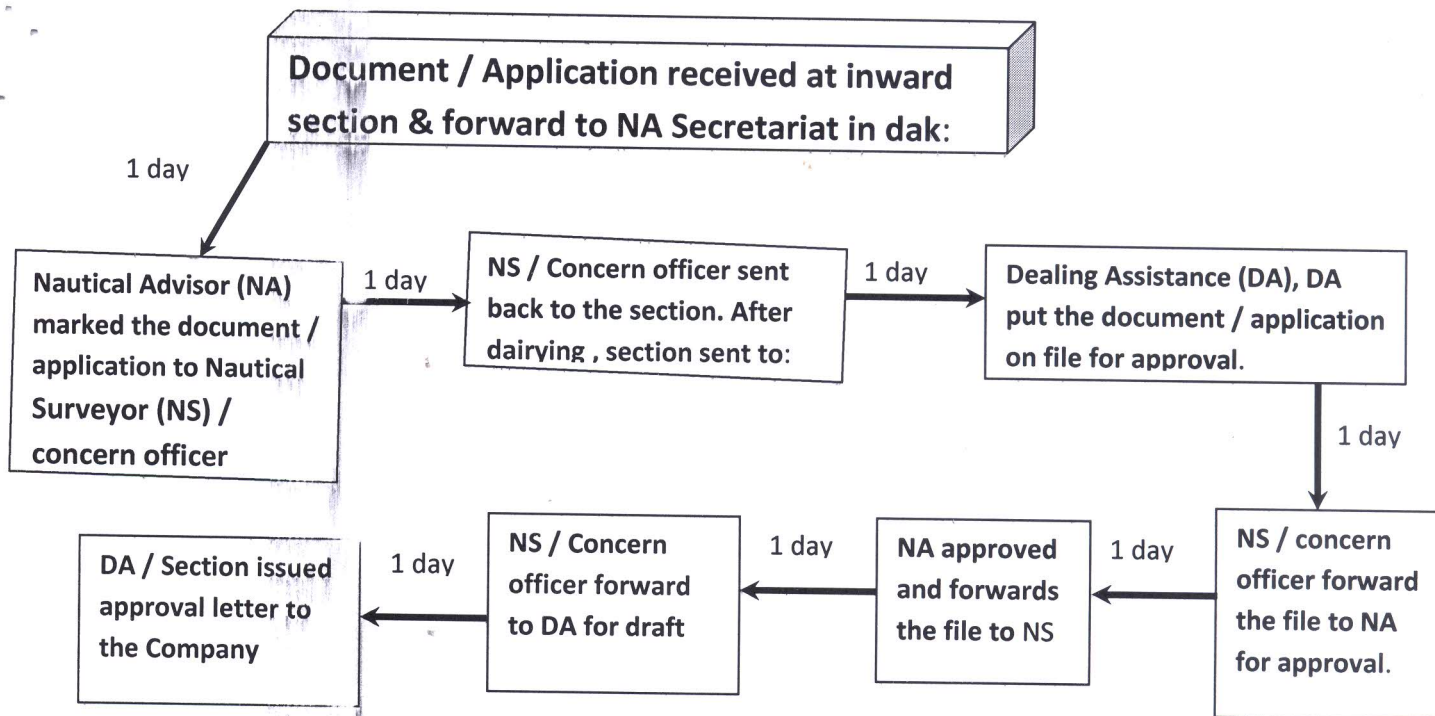 Document / Application received at inward
section & forward to NA Secretariat in dak:
1 day
Nautical Advisor (NA)
marked the document /
application to Nautical
Surveyor (NS) /
concern officer
1 day
NS / Concern officer sent
back to the section. After
dairying , section sent to:
1 day
Dealing Assistance (DA), DA
put the document / application
on file for approval.
1 day
NS / concern
officer forward
the file to NA
for approval.
1 day
NA approved
and forwards
the file to NS
1 day
NS / Concern
officer forward
to DA for draft
1 day
DA / Section issued
approval letter to
the Company